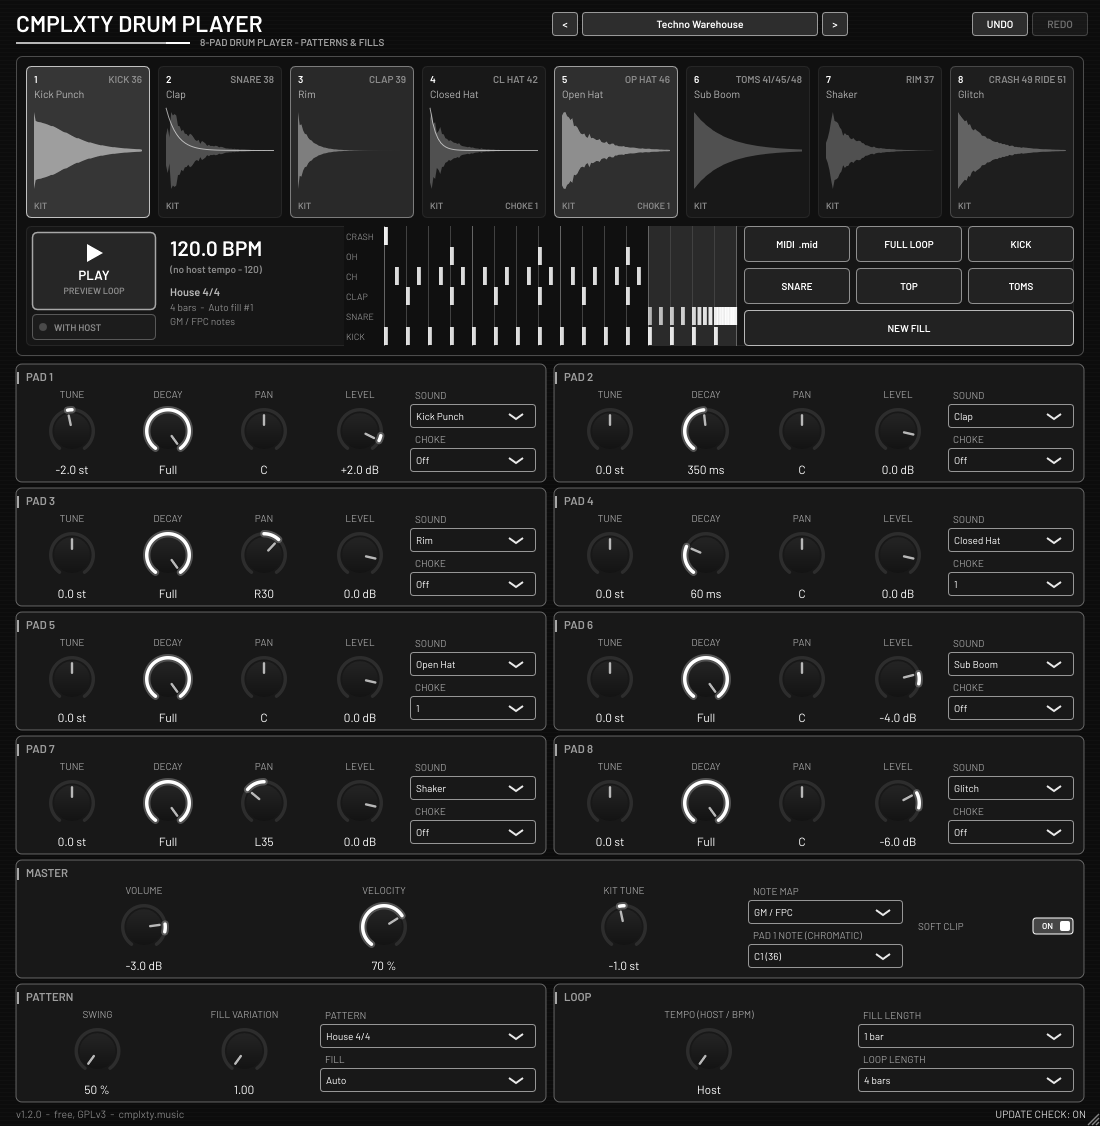 CMPLXTY DRUM PLAYER
8-PAD DRUM PLAYER - PATTERNS & FILLS
< Techno Warehouse >
UNDO REDO
1 KICK 36
Kick Punch
KIT
2 SNARE 38
Clap
KIT
3 CLAP 39
Rim
KIT
4 CL HAT 42
Closed Hat
KIT CHOKE 1
5 OP HAT 46
Open Hat
KIT CHOKE 1
6 TOMS 41/45/48
Sub Boom
KIT
7 RIM 37
Shaker
KIT
8 CRASH 49 RIDE 51
Glitch
KIT
PLAY
PREVIEW LOOP
WITH HOST
120.0 BPM
(no host tempo - 120)
House 4/4
4 bars - Auto fill #1
GM / FPC notes
CRASH
OH
CH
CLAP
SNARE
KICK
MIDI .mid FULL LOOP KICK
SNARE TOP TOMS
NEW FILL
PAD 1
TUNE DECAY PAN LEVEL SOUND
Kick Punch
CHOKE
Off
-2.0 st Full C +2.0 dB
PAD 2
TUNE DECAY PAN LEVEL SOUND
Clap
CHOKE
Off
0.0 st 350 ms C 0.0 dB
PAD 3
TUNE DECAY PAN LEVEL SOUND
Rim
CHOKE
Off
0.0 st Full R30 0.0 dB
PAD 4
TUNE DECAY PAN LEVEL SOUND
Closed Hat
CHOKE
1
0.0 st 60 ms C 0.0 dB
PAD 5
TUNE DECAY PAN LEVEL SOUND
Open Hat
CHOKE
1
0.0 st Full C 0.0 dB
PAD 6
TUNE DECAY PAN LEVEL SOUND
Sub Boom
CHOKE
Off
0.0 st Full C -4.0 dB
PAD 7
TUNE DECAY PAN LEVEL SOUND
Shaker
CHOKE
Off
0.0 st Full L35 0.0 dB
PAD 8
TUNE DECAY PAN LEVEL SOUND
Glitch
CHOKE
Off
0.0 st Full C -6.0 dB
MASTER
VOLUME VELOCITY KIT TUNE NOTE MAP
GM / FPC
SOFT CLIP ON
PAD 1 NOTE (CHROMATIC)
C1 (36)
-3.0 dB 70 % -1.0 st
PATTERN
SWING FILL VARIATION PATTERN
House 4/4
FILL
Auto
50 % 1.00
LOOP
TEMPO (HOST / BPM) FILL LENGTH
1 bar
LOOP LENGTH
4 bars
Host
v1.2.0 - free, GPLv3 - cmplxty.music
UPDATE CHECK: ON